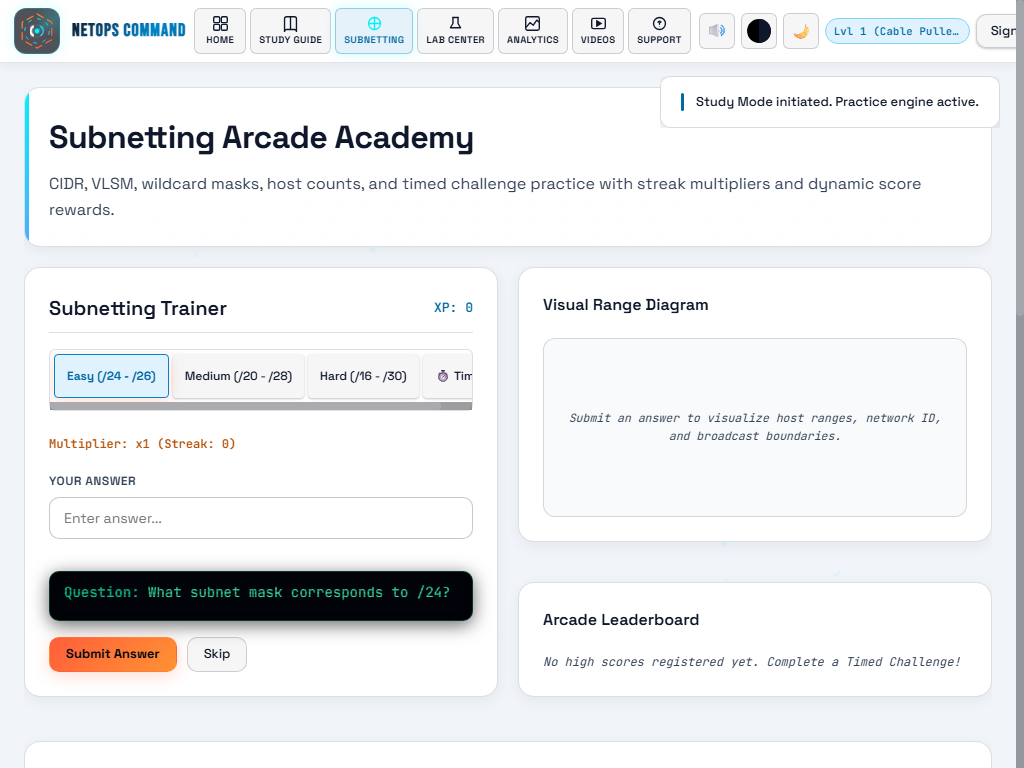 NETOPS COMMAND
HOME
STUDY GUIDE
SUBNETTING
LAB CENTER
ANALYTICS
VIDEOS
SUPPORT
Lvl 1 (Cable Pulle…
Sign
Study Mode initiated. Practice engine active.
Subnetting Arcade Academy
CIDR, VLSM, wildcard masks, host counts, and timed challenge practice with streak multipliers and dynamic score
rewards.
Subnetting Trainer
XP: 0
Easy (/24 - /26)
Medium (/20 - /28)
Hard (/16 - /30)
Tim
Multiplier: x1 (Streak: 0)
YOUR ANSWER
Enter answer...
Question: What subnet mask corresponds to /24?
Submit Answer
Skip
Visual Range Diagram
Submit an answer to visualize host ranges, network ID,
and broadcast boundaries.
Arcade Leaderboard
No high scores registered yet. Complete a Timed Challenge!